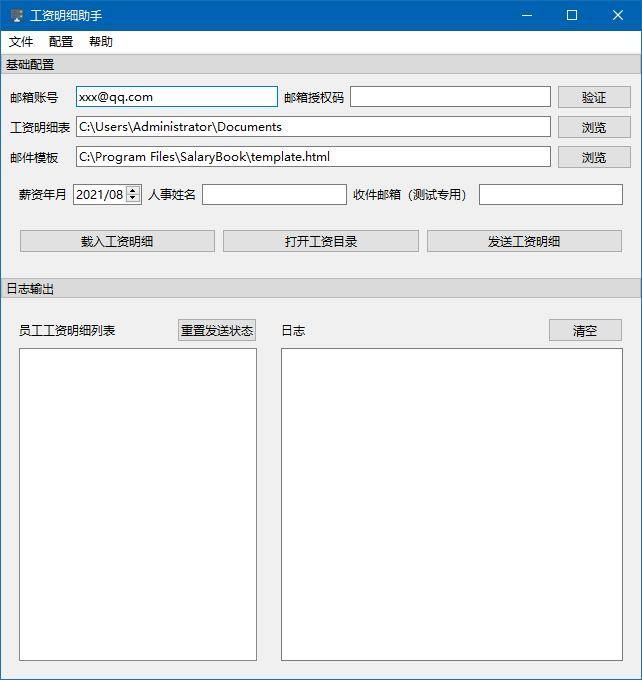 工资明细助手
文件 配置 帮助
基础配置
邮箱账号 xxx@qq.com 邮箱授权码 验证
工资明细表 C:\Users\Administrator\Documents 浏览
邮件模板 C:\Program Files\SalaryBook\template.html 浏览
薪资年月 2021/08 人事姓名 收件邮箱（测试专用）
载入工资明细 打开工资目录 发送工资明细
日志输出
员工工资明细列表 重置发送状态 日志 清空